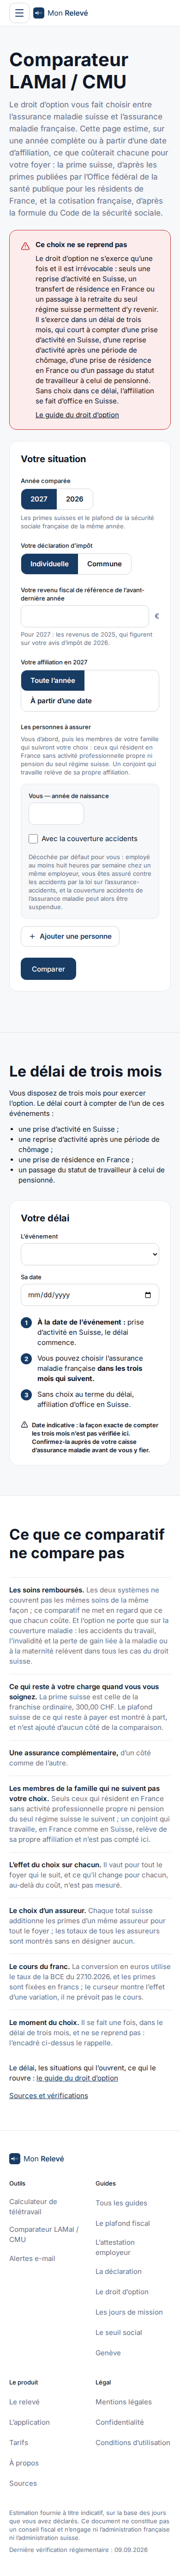 Mon Relevé
Comparateur
LAMal / CMU
Le droit d'option vous fait choisir entre
l'assurance maladie suisse et l'assurance
maladie française. Cette page estime, sur
une année complète ou à partir d'une date
d'affiliation, ce que coûterait chacune pour
votre foyer : la prime suisse, d'après les
primes publiées par l'Office fédéral de la
santé publique pour les résidents de
France, et la cotisation française, d'après
la formule du Code de la sécurité sociale.
Ce choix ne se reprend pas
Le droit d'option ne s'exerce qu'une
fois et il est irrévocable : seuls une
reprise d'activité en Suisse, un
transfert de résidence en France ou
un passage à la retraite du seul
régime suisse permettent d'y revenir.
Il s'exerce dans un délai de trois
mois, qui court à compter d'une prise
d'activité en Suisse, d'une reprise
d'activité après une période de
chômage, d'une prise de résidence
en France ou d'un passage du statut
de travailleur à celui de pensionné.
Sans choix dans ce délai, l'affiliation
se fait d'office en Suisse.
Le guide du droit d'option
Votre situation
Année comparée
2027
2026
Les primes suisses et le plafond de la sécurité
sociale française de la même année.
Votre déclaration d'impôt
Individuelle
Commune
Votre revenu fiscal de référence de l'avant-
dernière année
€
Pour 2027 : les revenus de 2025, qui figurent
sur votre avis d'impôt de 2026.
Votre affiliation en 2027
Toute l'année
À partir d'une date
Les personnes à assurer
Vous d'abord, puis les membres de votre famille
qui suivront votre choix : ceux qui résident en
France sans activité professionnelle propre ni
pension du seul régime suisse. Un conjoint qui
travaille relève de sa propre affiliation.
Vous — année de naissance
Avec la couverture accidents
Décochée par défaut pour vous : employé
au moins huit heures par semaine chez un
même employeur, vous êtes assuré contre
les accidents par la loi sur l'assurance-
accidents, et la couverture accidents de
l'assurance maladie peut alors être
suspendue.
+ Ajouter une personne
Comparer
Le délai de trois mois
Vous disposez de trois mois pour exercer
l'option. Le délai court à compter de l'un de ces
événements :
une prise d'activité en Suisse ;
une reprise d'activité après une période de
chômage ;
une prise de résidence en France ;
un passage du statut de travailleur à celui de
pensionné.
Votre délai
L'événement
Sa date
mm/dd/yyyy
1 À la date de l'événement : prise
d'activité en Suisse, le délai
commence.
2 Vous pouvez choisir l'assurance
maladie française dans les trois
mois qui suivent.
3 Sans choix au terme du délai,
affiliation d'office en Suisse.
Date indicative : la façon exacte de compter
les trois mois n'est pas vérifiée ici.
Confirmez-la auprès de votre caisse
d'assurance maladie avant de vous y fier.
Ce que ce comparatif
ne compare pas
Les soins remboursés. Les deux systèmes ne
couvrent pas les mêmes soins de la même
façon ; ce comparatif ne met en regard que ce
que chacun coûte. Et l'option ne porte que sur la
couverture maladie : les accidents du travail,
l'invalidité et la perte de gain liée à la maladie ou
à la maternité relèvent dans tous les cas du droit
suisse.
Ce qui reste à votre charge quand vous vous
soignez. La prime suisse est celle de la
franchise ordinaire, 300.00 CHF. Le plafond
suisse de ce qui reste à payer est montré à part,
et n'est ajouté d'aucun côté de la comparaison.
Une assurance complémentaire, d'un côté
comme de l'autre.
Les membres de la famille qui ne suivent pas
votre choix. Seuls ceux qui résident en France
sans activité professionnelle propre ni pension
du seul régime suisse le suivent : un conjoint qui
travaille, en France comme en Suisse, relève de
sa propre affiliation et n'est pas compté ici.
L'effet du choix sur chacun. Il vaut pour tout le
foyer qui le suit, et ce qu'il change pour chacun,
au-delà du coût, n'est pas mesuré.
Le choix d'un assureur. Chaque total suisse
additionne les primes d'un même assureur pour
tout le foyer ; les totaux de tous les assureurs
sont montrés sans en désigner aucun.
Le cours du franc. La conversion en euros utilise
le taux de la BCE du 27.10.2026, et les primes
sont fixées en francs ; le curseur montre l'effet
d'une variation, il ne prévoit pas le cours.
Le moment du choix. Il se fait une fois, dans le
délai de trois mois, et ne se reprend pas :
l'encadré ci-dessus le rappelle.
Le délai, les situations qui l'ouvrent, ce qui le
rouvre : le guide du droit d'option
Sources et vérifications
Mon Relevé
Outils
Calculateur de
télétravail
Comparateur LAMal /
CMU
Alertes e-mail
Guides
Tous les guides
Le plafond fiscal
L'attestation
employeur
La déclaration
Le droit d'option
Les jours de mission
Le seuil social
Genève
Le produit
Le relevé
L'application
Tarifs
À propos
Sources
Légal
Mentions légales
Confidentialité
Conditions d'utilisation
Estimation fournie à titre indicatif, sur la base des jours
que vous avez déclarés. Ce document ne constitue pas
un conseil fiscal et n'engage ni l'administration française
ni l'administration suisse.
Dernière vérification réglementaire : 09.09.2026